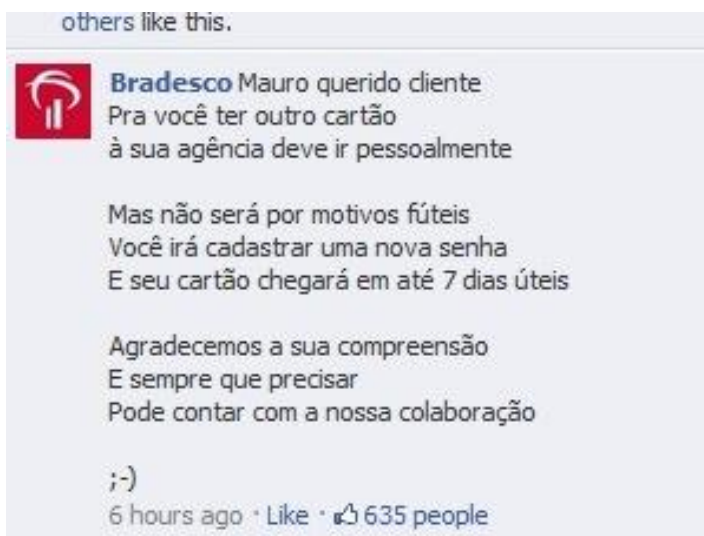 others like this.
Bradesco Mauro querido cliente
Pra você ter outro cartão
à sua agência deve ir pessoalmente
Mas não será por motivos fúteis
Você irá cadastrar uma nova senha
E seu cartão chegará em até 7 dias úteis
Agradecemos a sua compreensão
E sempre que precisar
Pode contar com a nossa colaboração
;-)
6 hours ago · Like · 635 people